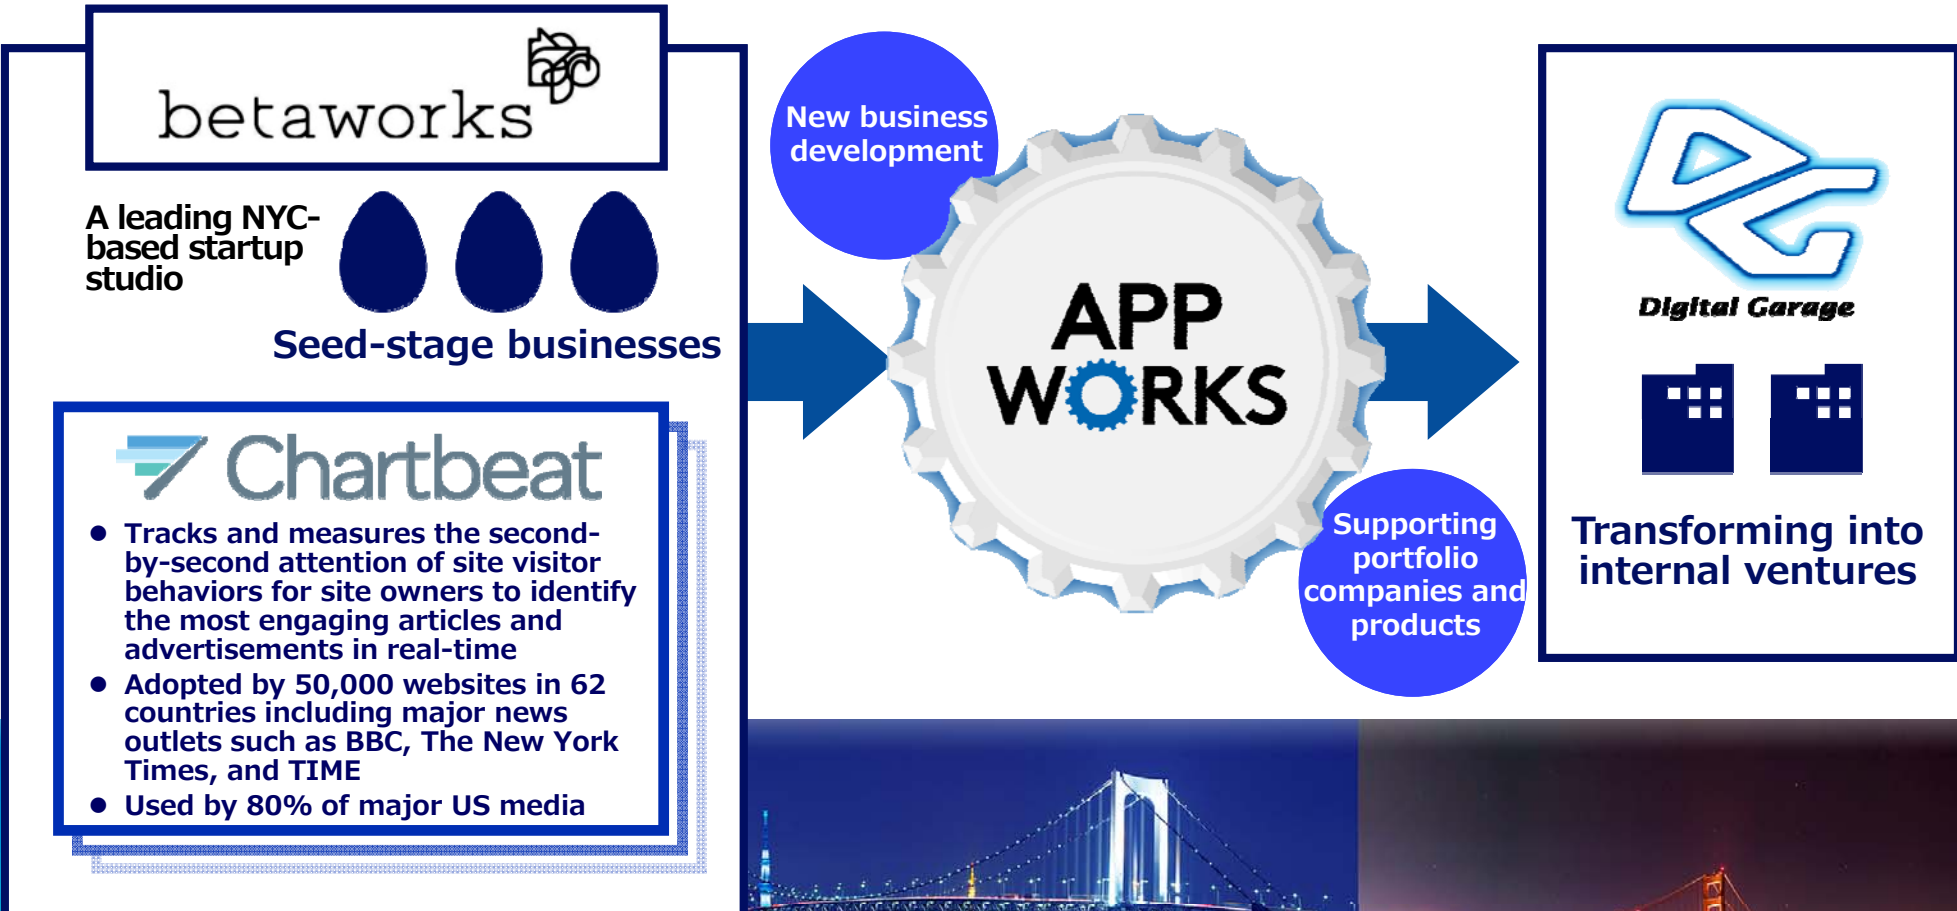 betaworks
A leading NYC-
based startup
studio
Seed-stage businesses
Chartbeat
● Tracks and measures the second-
by-second attention of site visitor
behaviors for site owners to identify
the most engaging articles and
advertisements in real-time
● Adopted by 50,000 websites in 62
countries including major news
outlets such as BBC, The New York
Times, and TIME
● Used by 80% of major US media
New business
development
APP
WORKS
Supporting
portfolio
companies and
products
DG
Digital Garage
Transforming into
internal ventures